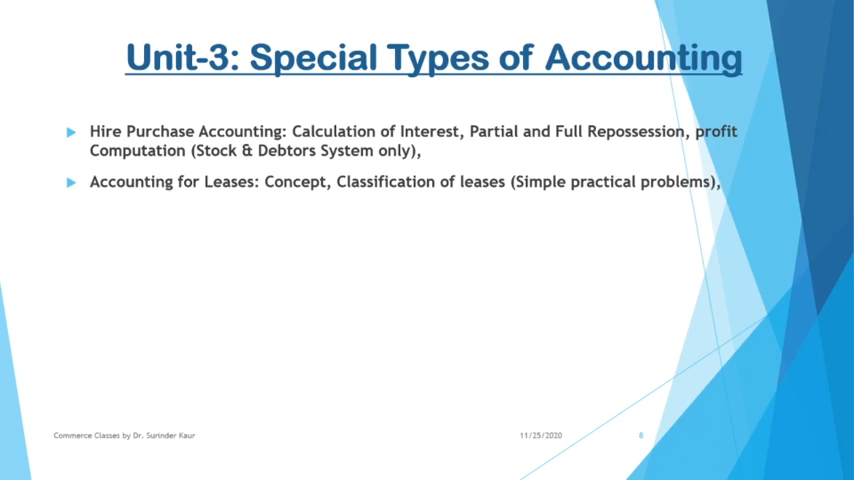 Unit-3: Special Types of Accounting
Hire Purchase Accounting: Calculation of Interest, Partial and Full Repossession, profit
Computation (Stock & Debtors System only),
Accounting for Leases: Concept, Classification of leases (Simple practical problems),
Commerce Classes by Dr. Surinder Kaur
11/25/2020
8